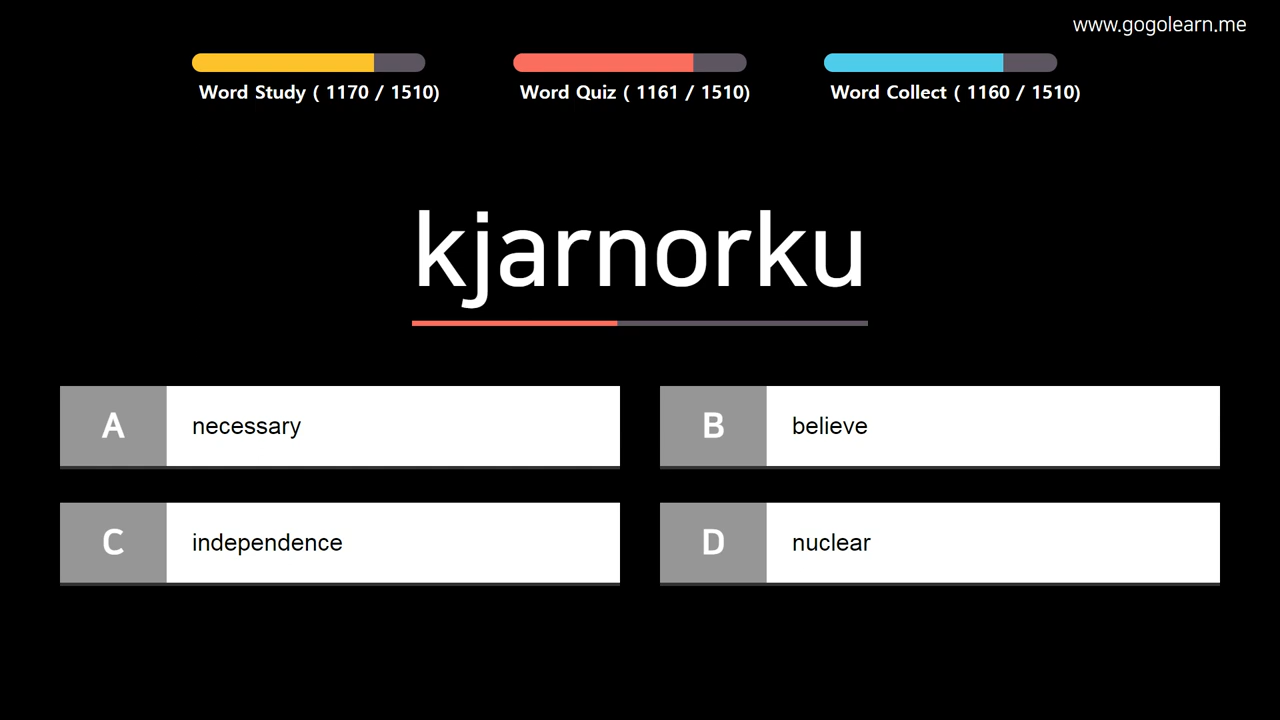 www.gogolearn.me
Word Study ( 1170 / 1510)
Word Quiz ( 1161 / 1510)
Word Collect ( 1160 / 1510)
kjarnorku
A necessary
B believe
C independence
D nuclear